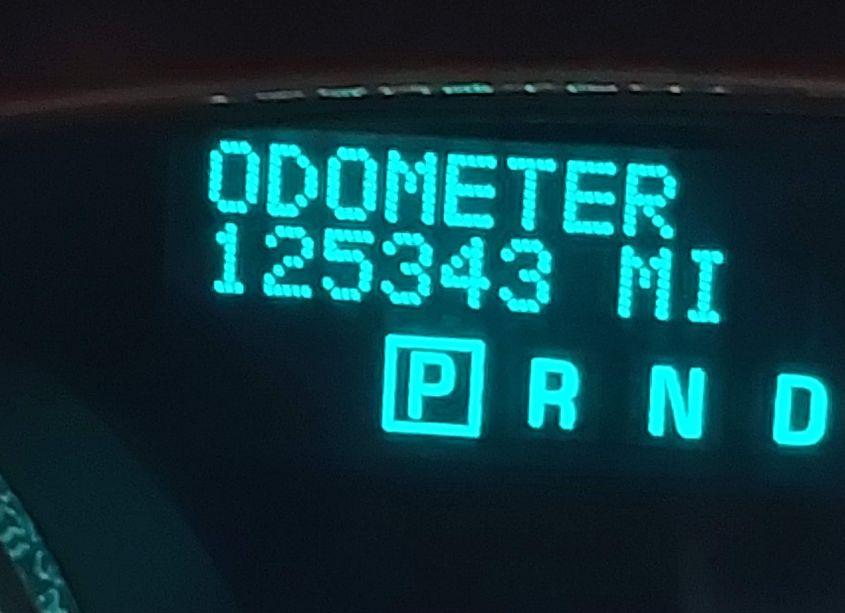 ODOMETER
125343 MI
P R N D